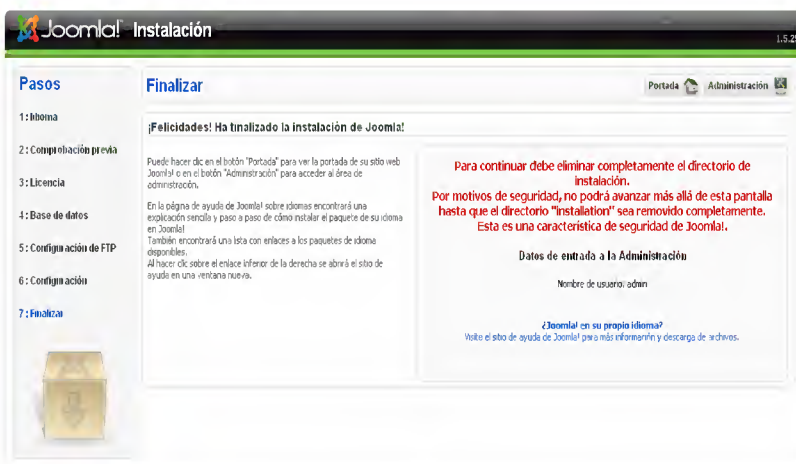 Joomla! Instalación
1.5.25
Pasos
1 : Idioma
2 : Comprobación previa
3 : Licencia
4 : Base de datos
5 : Configuración de FTP
6 : Configuración
7 : Finalizar
Finalizar
Portada
Administración
¡Felicidades! Ha finalizado la instalación de Joomla!
Puede hacer clic en el botón "Portada" para ver la portada de su sitio web
Joomla! o en el botón "Administración" para acceder al área de
administración.
En la página de ayuda de Joomla! sobre idiomas encontrará una
explicación sencilla y paso a paso de cómo instalar el paquete de su idioma
en Joomla!
También encontrará una lista con enlaces a los paquetes de idioma
disponibles.
Al hacer clic sobre el enlace inferior de la derecha se abrirá el sitio de
ayuda en una ventana nueva.
Para continuar debe eliminar completamente el directorio de
instalación.
Por motivos de seguridad, no podrá avanzar más allá de esta pantalla
hasta que el directorio "installation" sea removido completamente.
Esta es una característica de seguridad de Joomla!.
Datos de entrada a la Administración
Nombre de usuario: admin
¿Joomla! en su propio idioma?
Visite el sitio de ayuda de Joomla! para más información y descarga de archivos.